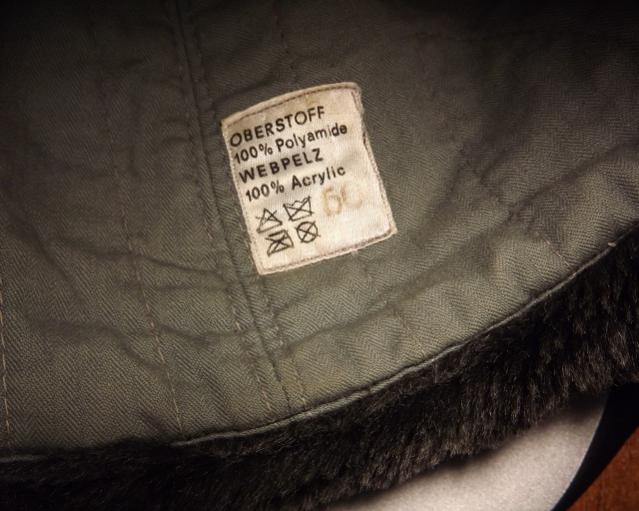 OBERSTOFF
100% Polyamide
WEBPELZ
100% Acrylic
60